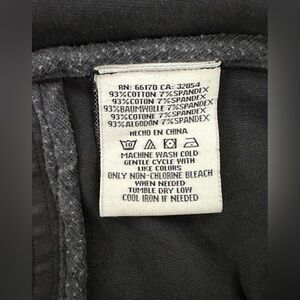 RN: 66170 CA: 32054
93%COTTON 7%SPANDEX
93%COTON 7%SPANDEX
93%BAUMWOLLE 7%SPANDEX
93%COTONE 7%SPANDEX
93%ALGODON 7%SPANDEX
HECHO EN CHINA
MACHINE WASH COLD
GENTLE CYCLE WITH
LIKE COLORS
ONLY NON-CHLORINE BLEACH
WHEN NEEDED
TUMBLE DRY LOW
COOL IRON IF NEEDED